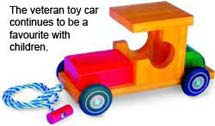 The veteran toy car
continues to be a
favourite with
children.